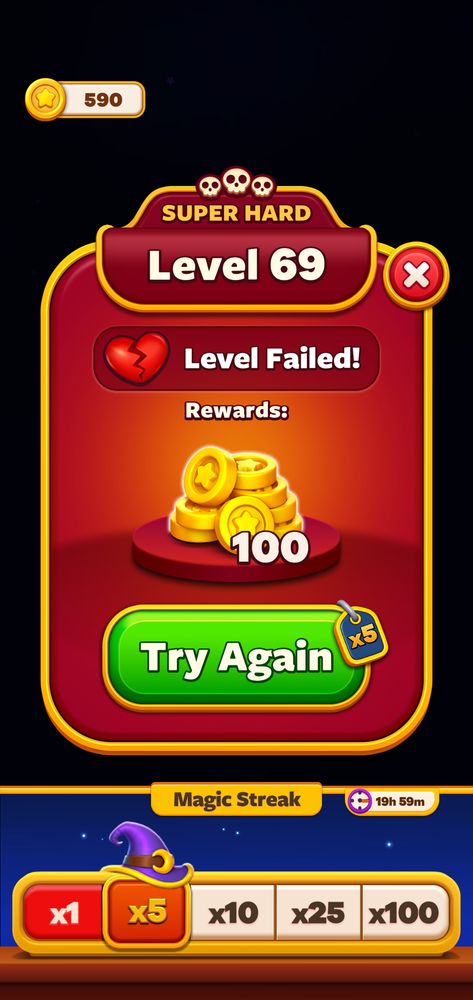 590
SUPER HARD
Level 69
Level Failed!
Rewards:
100
x5
Try Again
Magic Streak
19h 59m
x1
x5
x10
x25
x100